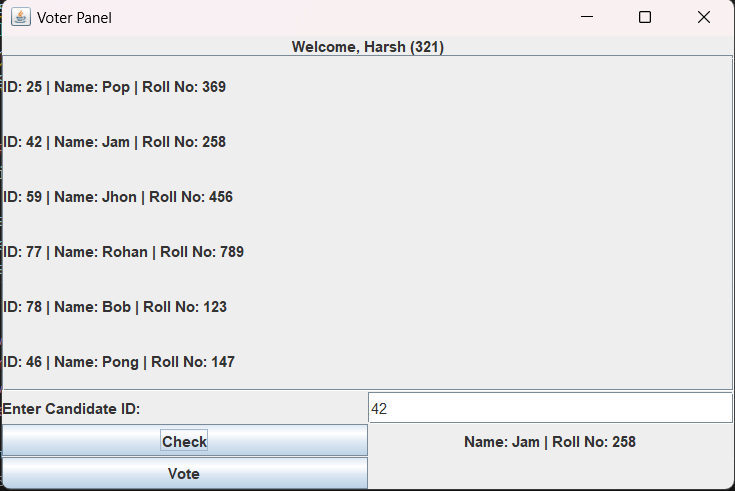 Voter Panel
Welcome, Harsh (321)
ID: 25 | Name: Pop | Roll No: 369
ID: 42 | Name: Jam | Roll No: 258
ID: 59 | Name: Jhon | Roll No: 456
ID: 77 | Name: Rohan | Roll No: 789
ID: 78 | Name: Bob | Roll No: 123
ID: 46 | Name: Pong | Roll No: 147
Enter Candidate ID: 42
Check Name: Jam | Roll No: 258
Vote